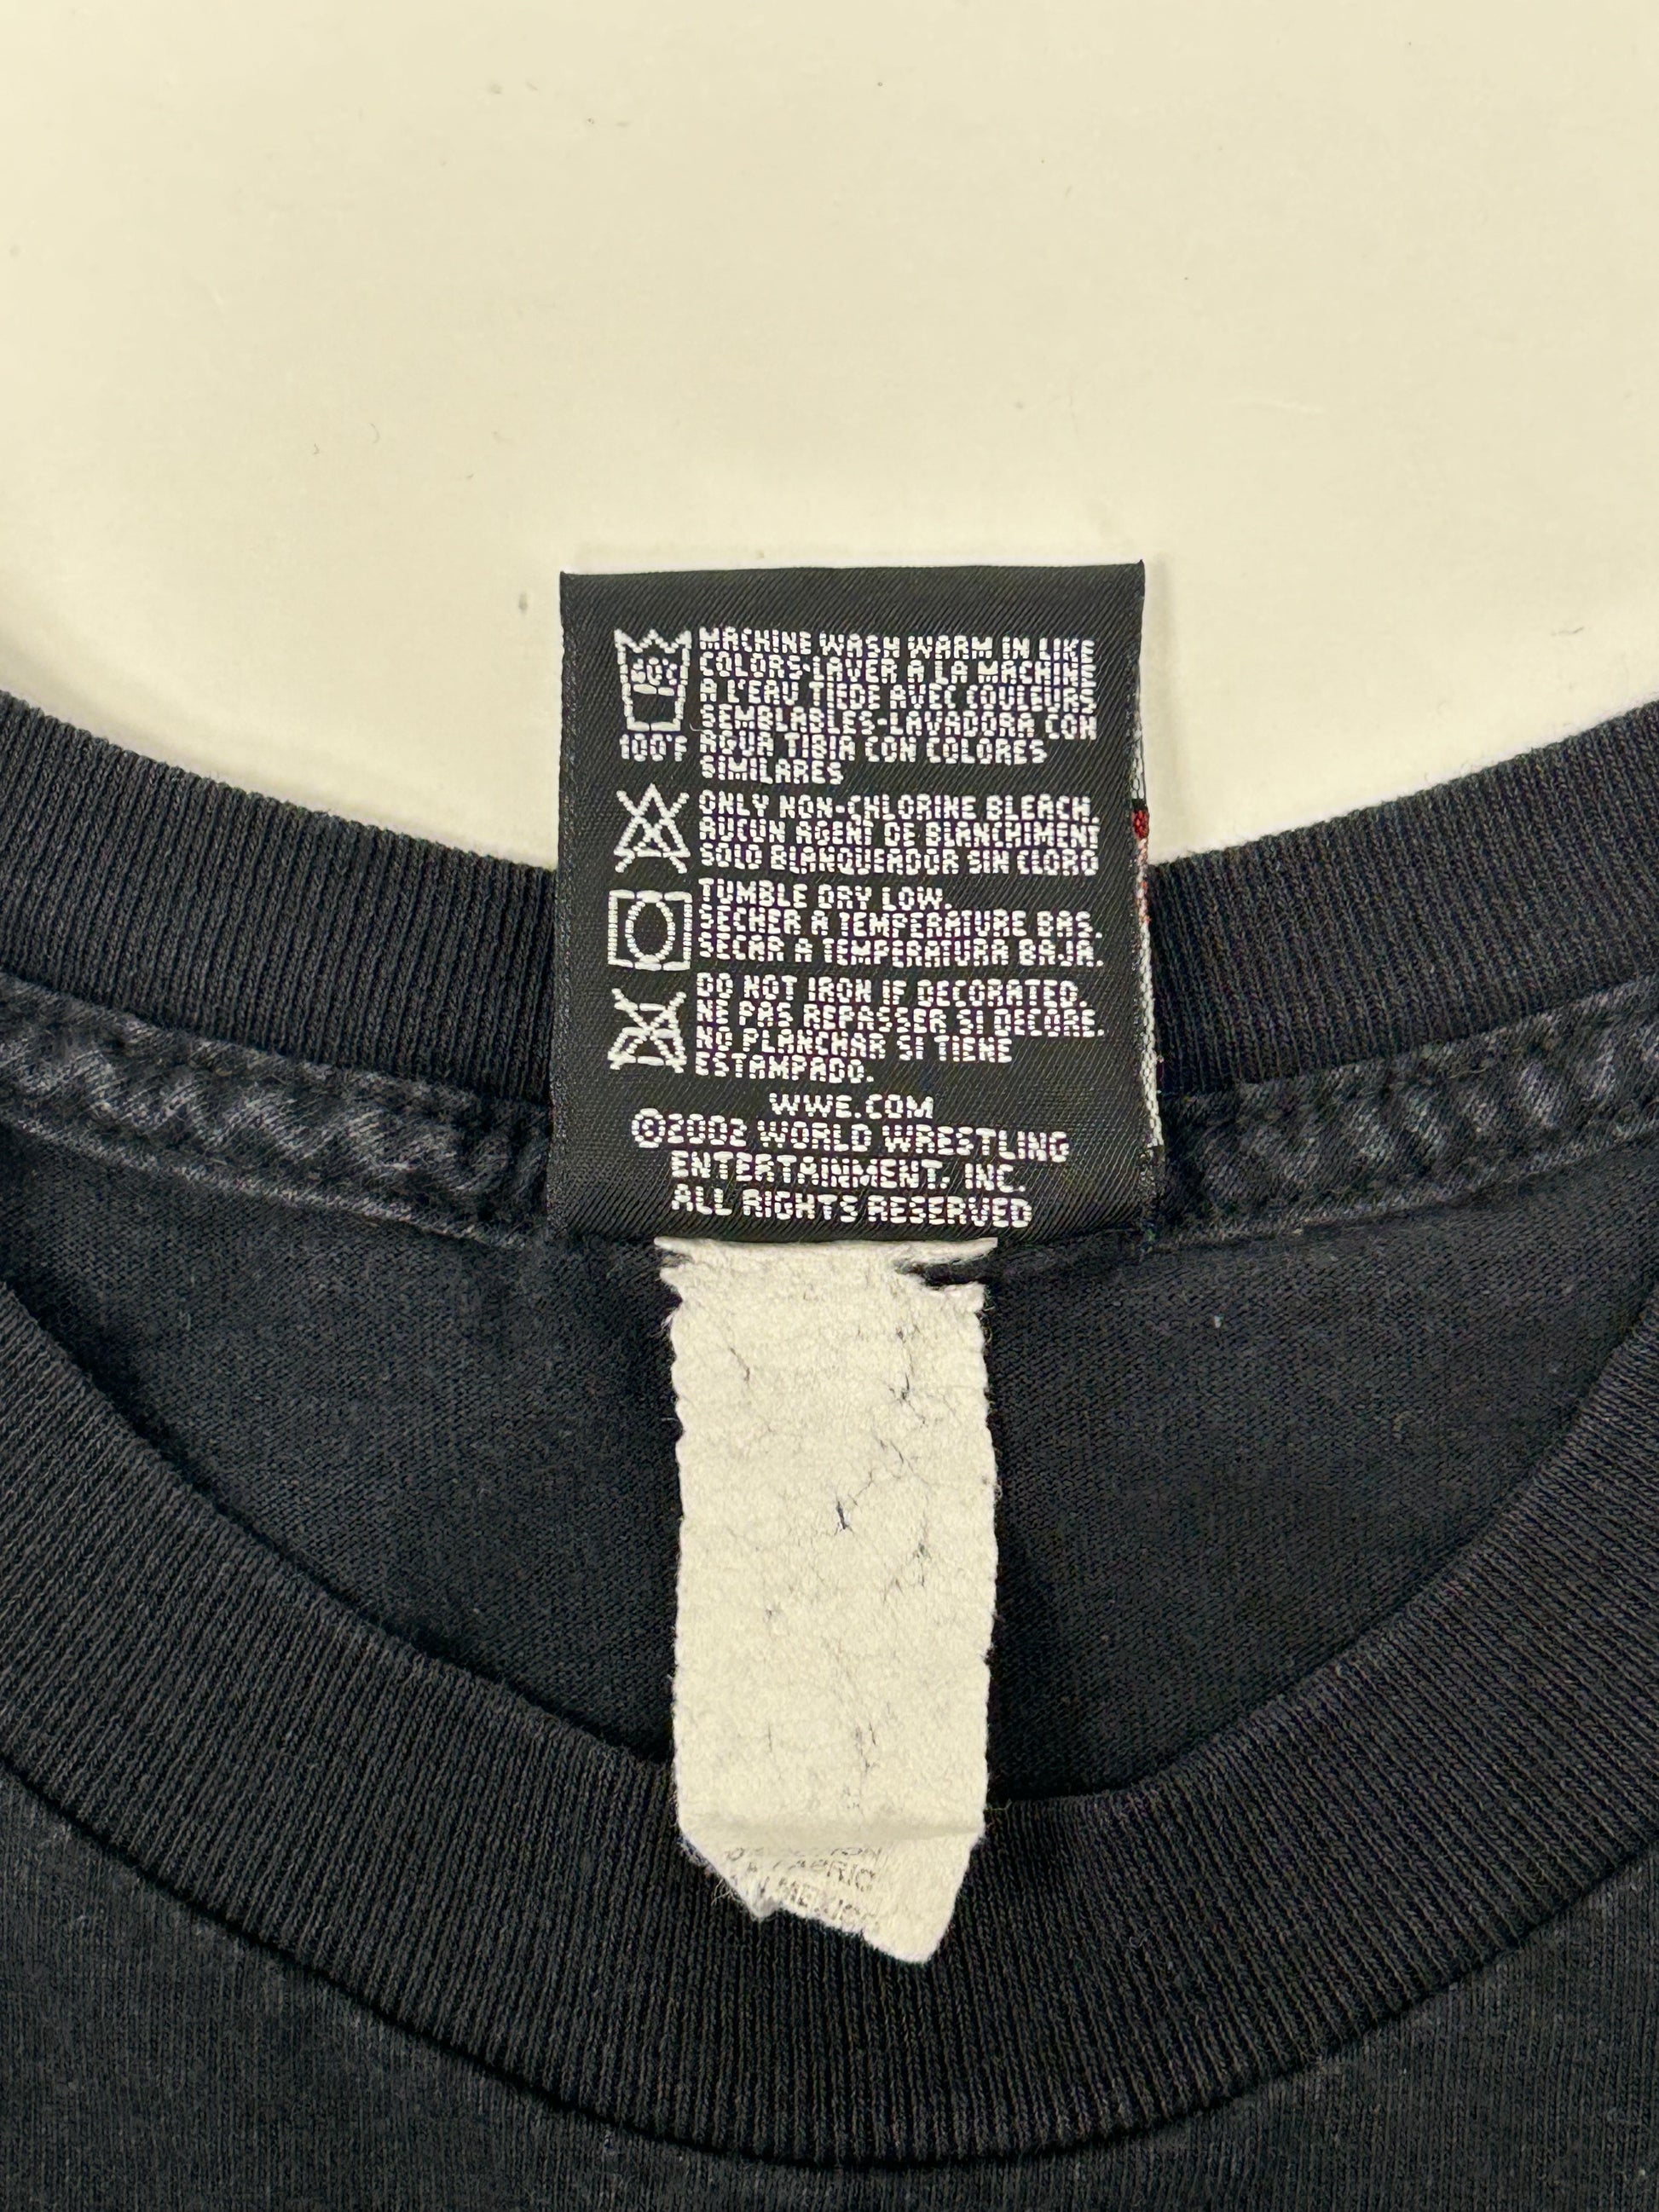 40°C
100°F
MACHINE WASH WARM IN LIKE
COLORS·LAVER A LA MACHINE
A L'EAU TIEDE AVEC COULEURS
SEMBLABLES·LAVADORA CON
AGUA TIBIA CON COLORES
SIMILARES
ONLY NON-CHLORINE BLEACH.
AUCUN AGENT DE BLANCHIMENT
SOLO BLANQUEADOR SIN CLORO
TUMBLE DRY LOW.
SECHER A TEMPERATURE BAS.
SECAR A TEMPERATURA BAJA.
DO NOT IRON IF DECORATED.
NE PAS REPASSER SI DECORE.
NO PLANCHAR SI TIENE
ESTAMPADO.
WWE.COM
©2002 WORLD WRESTLING
ENTERTAINMENT, INC.
ALL RIGHTS RESERVED
FABRIC
MEXICO